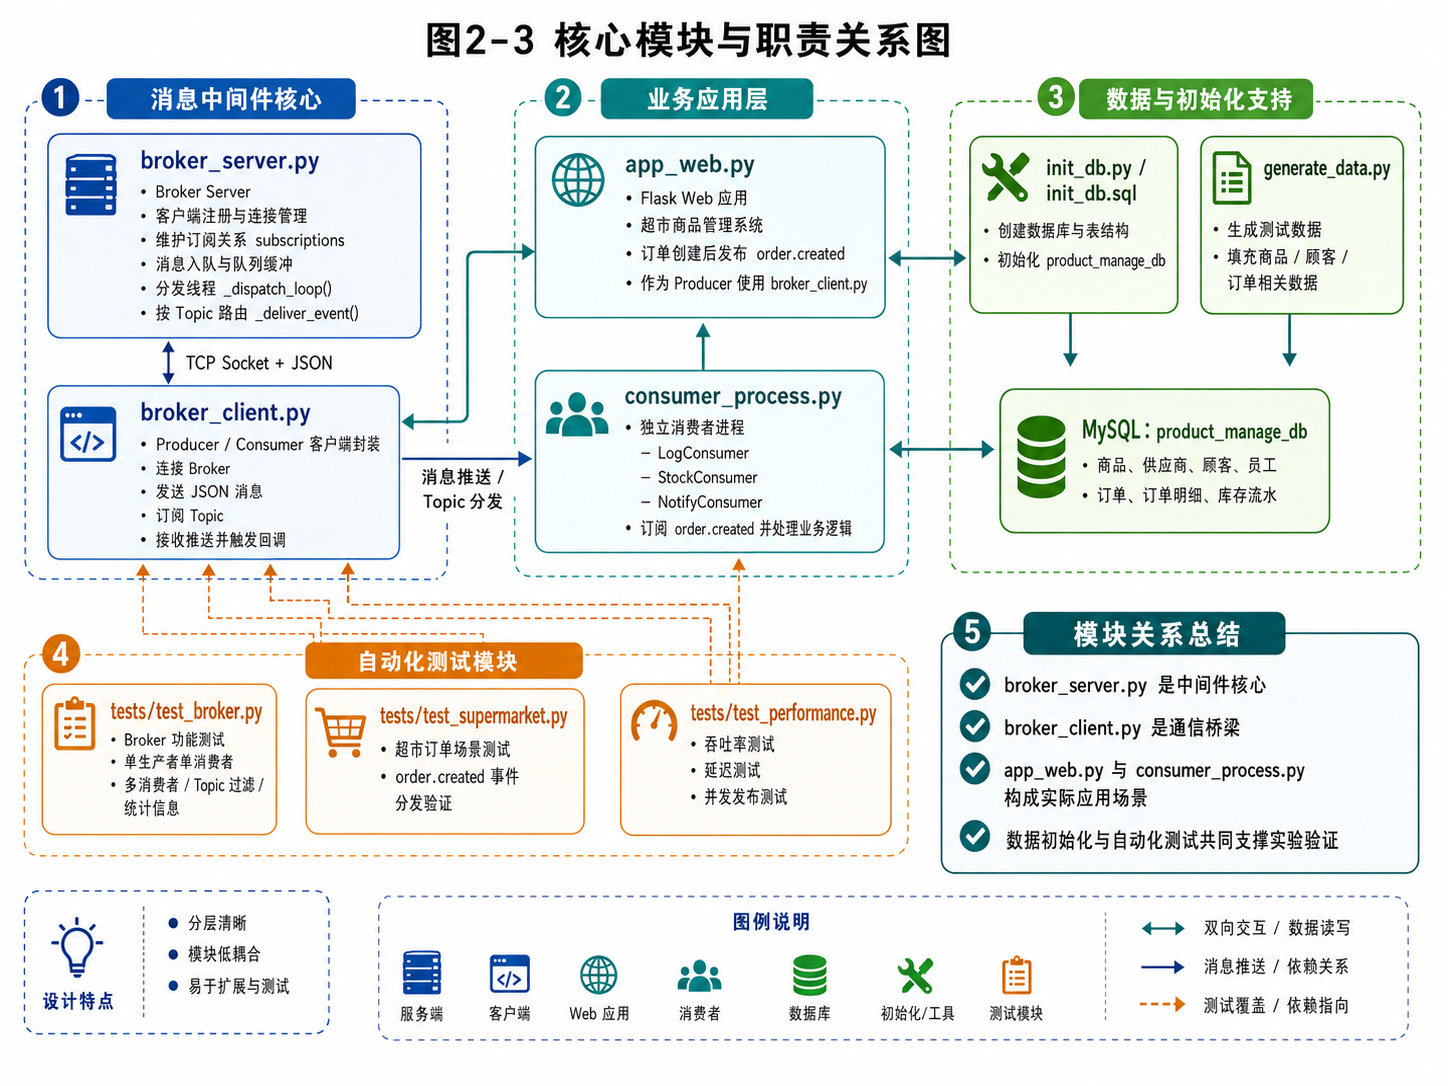 图2-3 核心模块与职责关系图
1 消息中间件核心
broker_server.py
• Broker Server
• 客户端注册与连接管理
• 维护订阅关系 subscriptions
• 消息入队与队列缓冲
• 分发线程 _dispatch_loop()
• 按 Topic 路由 _deliver_event()
TCP Socket + JSON
broker_client.py
• Producer / Consumer 客户端封装
• 连接 Broker
• 发送 JSON 消息
• 订阅 Topic
• 接收推送并触发回调
消息推送 /
Topic 分发
2 业务应用层
app_web.py
• Flask Web 应用
• 超市商品管理系统
• 订单创建后发布 order.created
• 作为 Producer 使用 broker_client.py
consumer_process.py
• 独立消费者进程
– LogConsumer
– StockConsumer
– NotifyConsumer
• 订阅 order.created 并处理业务逻辑
3 数据与初始化支持
init_db.py /
init_db.sql
• 创建数据库与表结构
• 初始化 product_manage_db
generate_data.py
• 生成测试数据
• 填充商品 / 顾客 /
订单相关数据
MySQL: product_manage_db
• 商品、供应商、顾客、员工
• 订单、订单明细、库存流水
4 自动化测试模块
tests/test_broker.py
• Broker 功能测试
• 单生产者单消费者
• 多消费者 / Topic 过滤 /
统计信息
tests/test_supermarket.py
• 超市订单场景测试
• order.created 事件
分发验证
tests/test_performance.py
• 吞吐率测试
• 延迟测试
• 并发发布测试
5 模块关系总结
broker_server.py 是中间件核心
broker_client.py 是通信桥梁
app_web.py 与 consumer_process.py
构成实际应用场景
数据初始化与自动化测试共同支撑实验验证
设计特点
• 分层清晰
• 模块低耦合
• 易于扩展与测试
图例说明
服务端
客户端
Web 应用
消费者
数据库
初始化/工具
测试模块
双向交互 / 数据读写
消息推送 / 依赖关系
测试覆盖 / 依赖指向